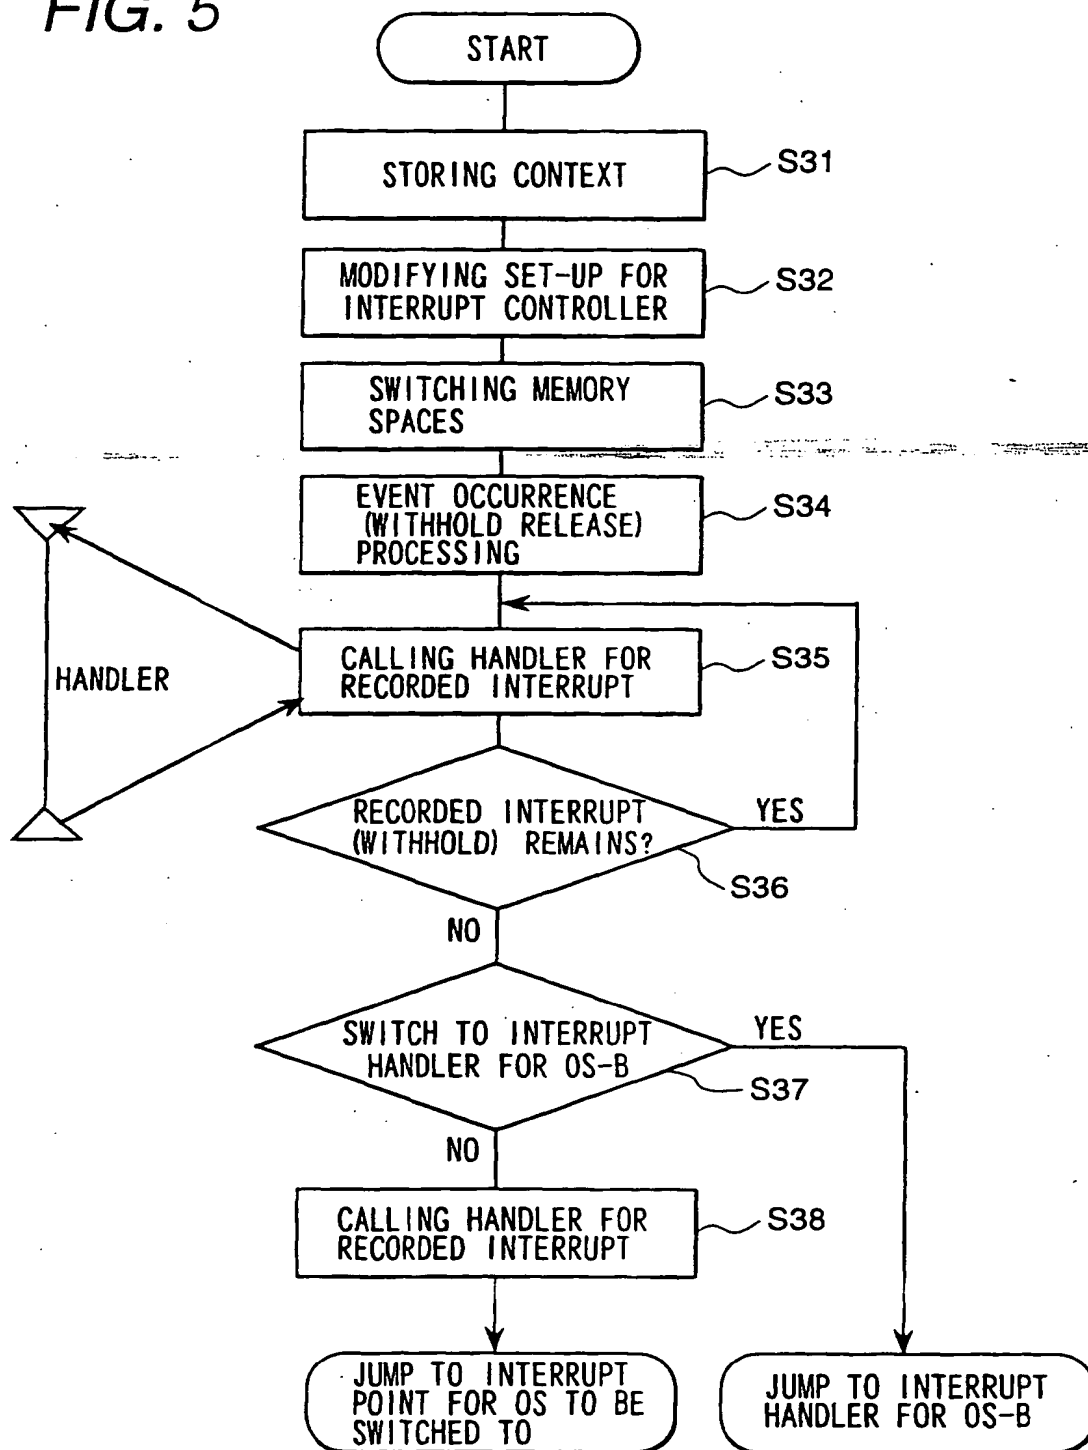 FIG. 5
START
STORING CONTEXT
S31
MODIFYING SET-UP FOR
INTERRUPT CONTROLLER
S32
SWITCHING MEMORY
SPACES
S33
EVENT OCCURRENCE
(WITHHOLD RELEASE)
PROCESSING
S34
HANDLER
CALLING HANDLER FOR
RECORDED INTERRUPT
S35
RECORDED INTERRUPT
(WITHHOLD) REMAINS?
YES
S36
NO
SWITCH TO INTERRUPT
HANDLER FOR OS-B
YES
S37
NO
CALLING HANDLER FOR
RECORDED INTERRUPT
S38
JUMP TO INTERRUPT
POINT FOR OS TO BE
SWITCHED TO
JUMP TO INTERRUPT
HANDLER FOR OS-B